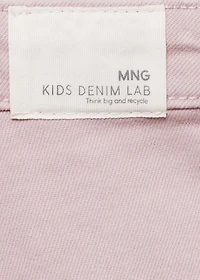 MNG
KIDS DENIM LAB
Think big and recycle